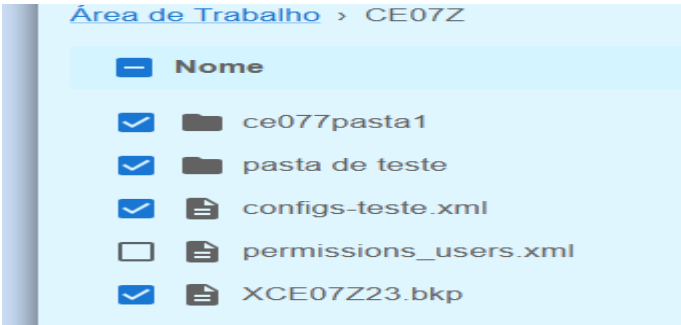 Área de Trabalho › CE07Z
Nome
ce077pasta1
pasta de teste
configs-teste.xml
permissions_users.xml
XCE07Z23.bkp